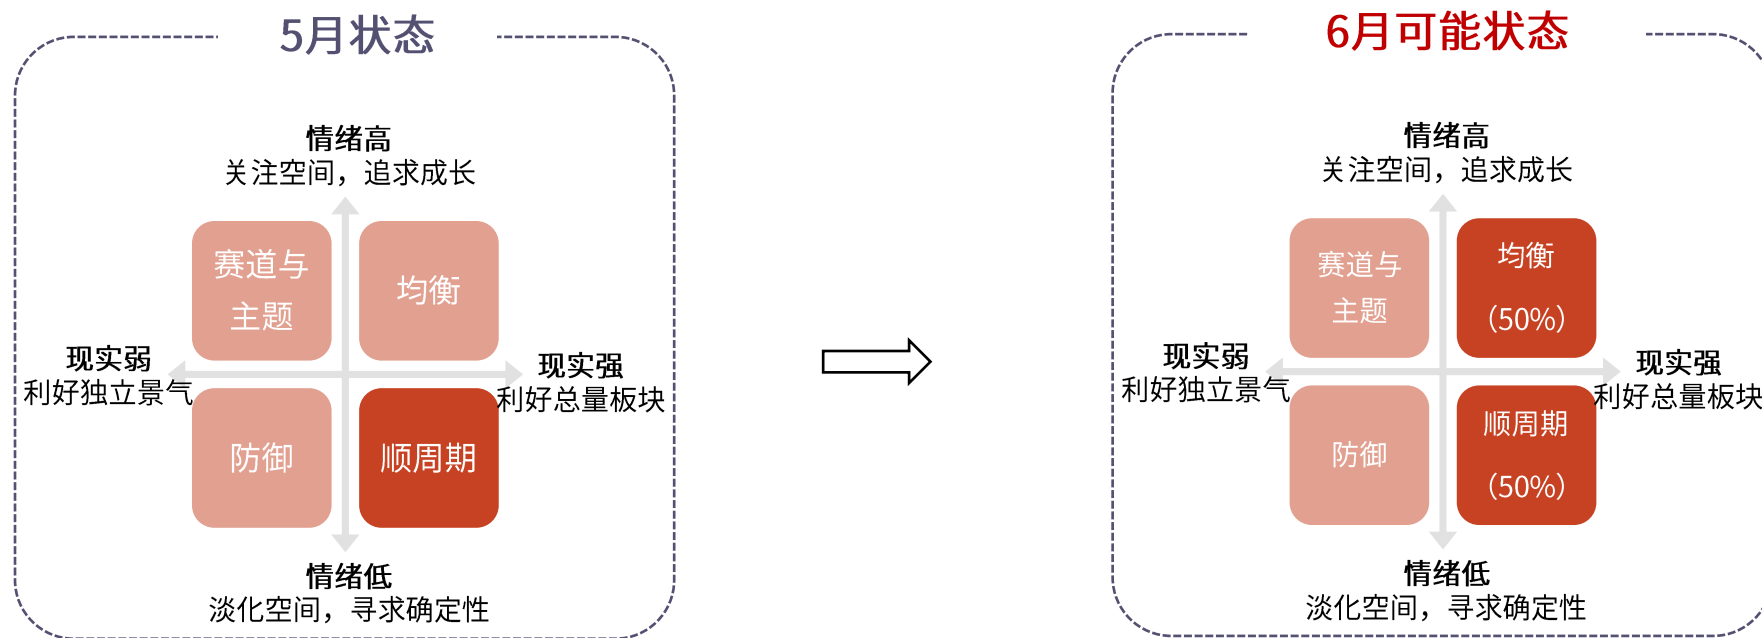 5月状态
情绪高
关注空间，追求成长
赛道与
主题
均衡
现实弱
利好独立景气
现实强
利好总量板块
防御
顺周期
情绪低
淡化空间，寻求确定性
6月可能状态
情绪高
关注空间，追求成长
赛道与
主题
均衡
（50%）
现实弱
利好独立景气
现实强
利好总量板块
防御
顺周期
（50%）
情绪低
淡化空间，寻求确定性